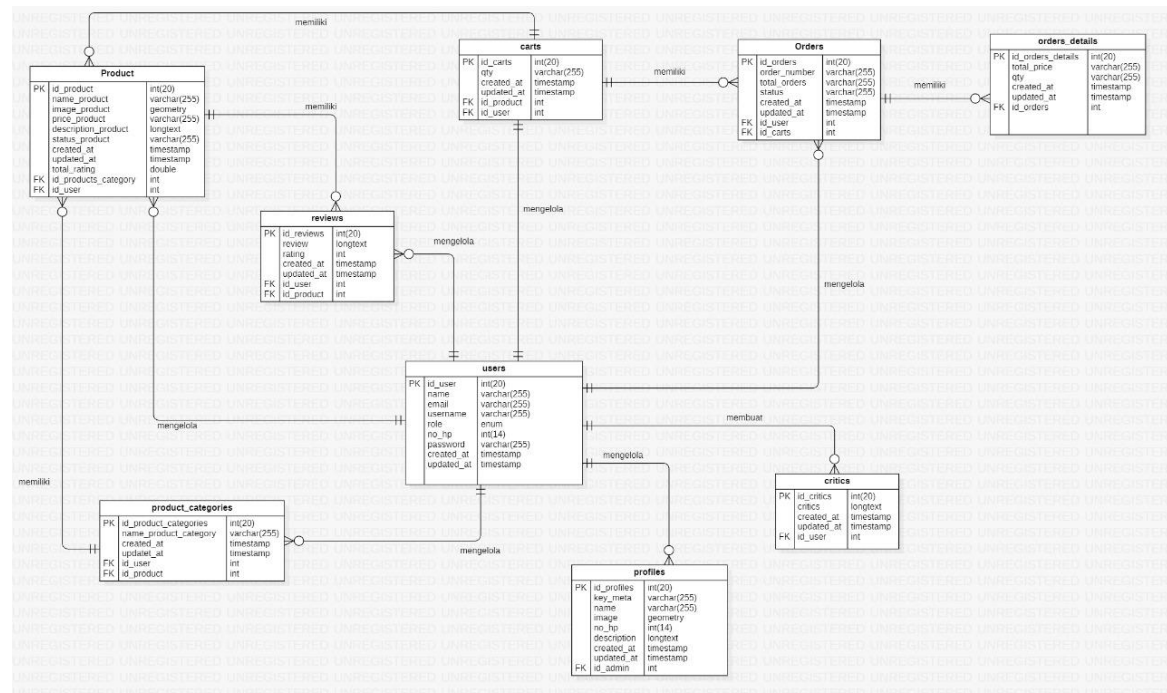 memiliki
carts
PK id_carts int(20)
qty varchar(255)
created_at timestamp
updated_at timestamp
FK id_product int
FK id_user int
memiliki
Orders
PK id_orders int(20)
order_number varchar(255)
total_orders varchar(255)
status varchar(255)
created_at timestamp
updated_at timestamp
FK id_user int
FK id_carts int
memiliki
orders_details
PK id_orders_details int(20)
total_price varchar(255)
qty varchar(255)
created_at timestamp
updated_at timestamp
FK id_orders int
Product
PK id_product int(20)
name_product varchar(255)
image_product geometry
price_product varchar(255)
description_product longtext
status_product varchar(255)
created_at timestamp
updated_at timestamp
total_rating double
FK id_products_category int
FK id_user int
memiliki
reviews
PK id_reviews int(20)
review longtext
rating int
created_at timestamp
updated_at timestamp
FK id_user int
FK id_product int
mengelola
mengelola
mengelola
users
PK id_user int(20)
name varchar(255)
email varchar(255)
username varchar(255)
role enum
no_hp int(14)
password varchar(255)
created_at timestamp
updated_at timestamp
mengelola
membuat
mengelola
memiliki
critics
PK id_critics int(20)
critics longtext
created_at timestamp
updated_at timestamp
FK id_user int
product_categories
PK id_product_categories int(20)
name_product_category varchar(255)
created_at timestamp
updatet_at timestamp
FK id_user int
FK id_product int
mengelola
profiles
PK id_profiles int(20)
key_meta varchar(255)
name varchar(255)
image geometry
no_hp int(14)
description longtext
created_at timestamp
updated_at timestamp
FK id_admin int